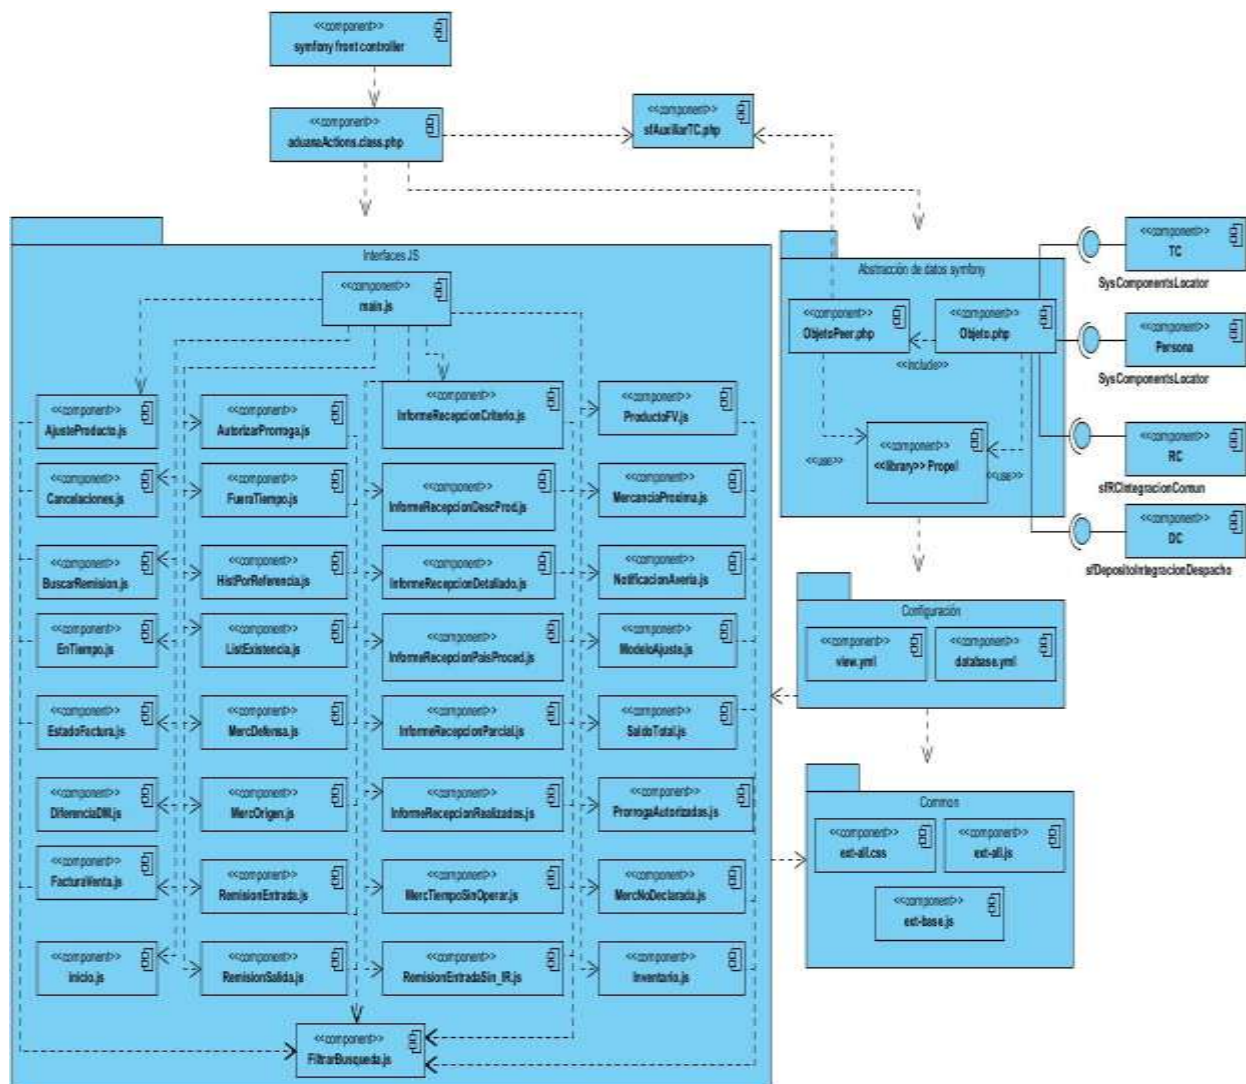 <<component>>
symfony front controller
<<component>>
aduanaActions.class.php
<<component>>
sfAuxiliarTC.php
Interfaces JS
<<component>>
main.js
<<component>>
AjusteProducto.js
<<component>>
AutorizarProrroga.js
<<component>>
InformeRecepcionCriterio.js
<<component>>
ProductoFV.js
<<component>>
Cancelaciones.js
<<component>>
FueraTiempo.js
<<component>>
InformeRecepcionDescProd.js
<<component>>
MercanciaProxima.js
<<component>>
BuscarRemision.js
<<component>>
HistPorReferencia.js
<<component>>
InformeRecepcionDetallado.js
<<component>>
NotificacionAveria.js
<<component>>
EnTiempo.js
<<component>>
ListExistencia.js
<<component>>
InformeRecepcionPaisProced.js
<<component>>
ModeloAjuste.js
<<component>>
EstadoFactura.js
<<component>>
MercDefensa.js
<<component>>
InformeRecepcionParcial.js
<<component>>
SaldoTotal.js
<<component>>
DiferenciaDM.js
<<component>>
MercOrigen.js
<<component>>
InformeRecepcionRealizados.js
<<component>>
ProrrogaAutorizadas.js
<<component>>
FacturaVenta.js
<<component>>
RemisionEntrada.js
<<component>>
MercTiempoSinOperar.js
<<component>>
MercNoDeclarada.js
<<component>>
inicio.js
<<component>>
RemisionSalida.js
<<component>>
RemisionEntradaSin_IR.js
<<component>>
Inventario.js
<<component>>
FiltrarBusqueda.js
Abstracción de datos symfony
<<component>>
ObjetoPeer.php
<<component>>
Objeto.php
<<include>>
<<component>>
<<library>> Propel
<<use>>
<<use>>
<<component>>
TC
SysComponentsLocator
<<component>>
Persona
SysComponentsLocator
<<component>>
RC
sfRCIntegracionComun
<<component>>
DC
sfDepositoIntegracionDespacho
Configuración
<<component>>
view.yml
<<component>>
database.yml
Common
<<component>>
ext-all.css
<<component>>
ext-all.js
<<component>>
ext-base.js